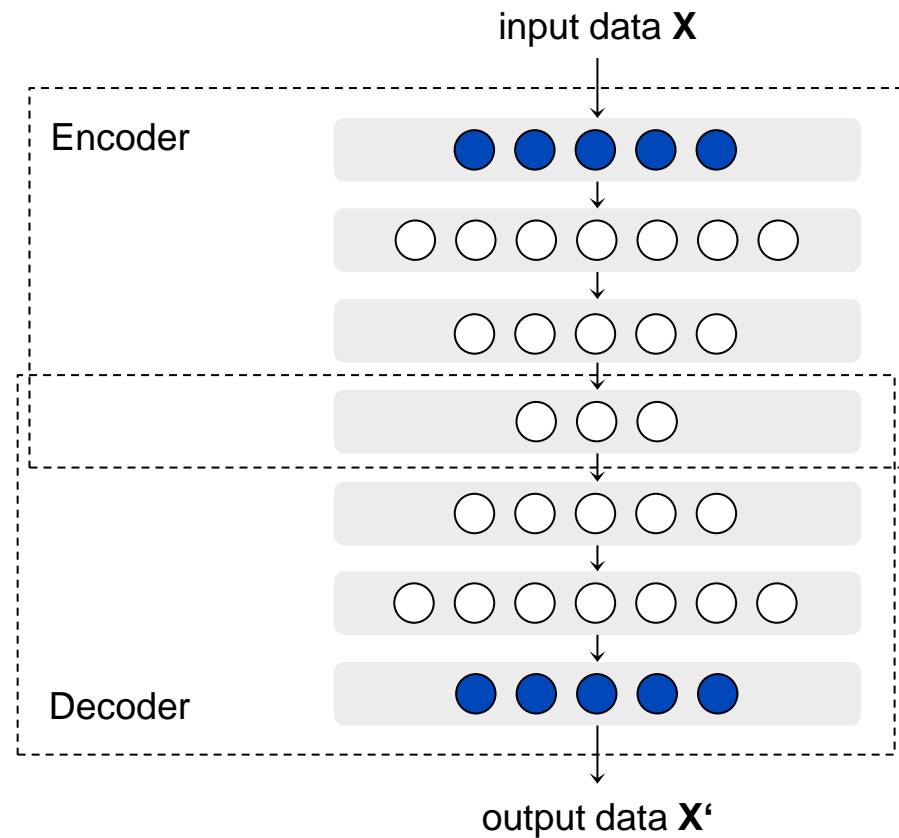 input data X
Encoder
Decoder
output data X‘